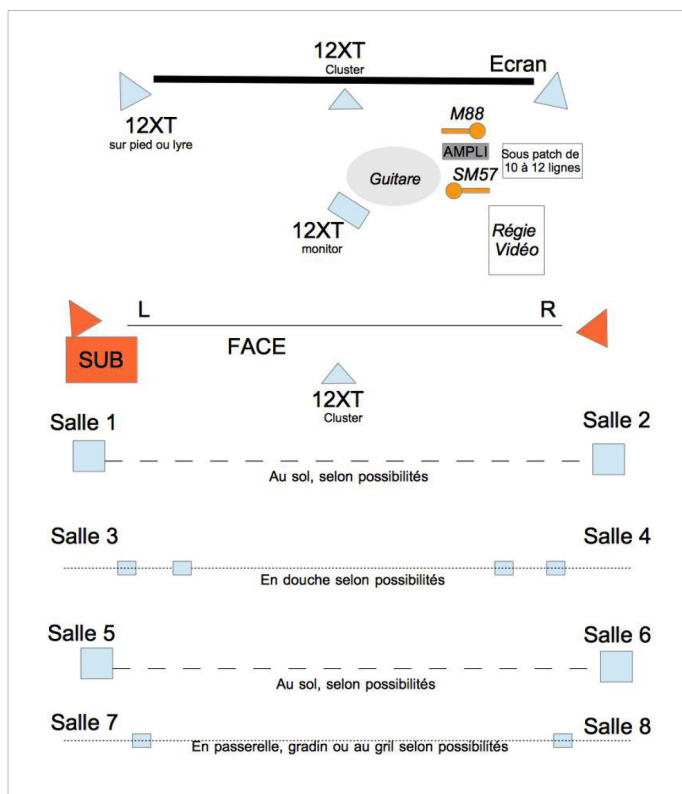 12XT
Cluster
Ecran
12XT
sur pied ou lyre
M88
AMPLI
Sous patch de
10 à 12 lignes
Guitare
SM57
12XT
monitor
Régie
Vidéo
L
R
SUB
FACE
12XT
Cluster
Salle 1
Salle 2
Au sol, selon possibilités
Salle 3
Salle 4
En douche selon possibilités
Salle 5
Salle 6
Au sol, selon possibilités
Salle 7
Salle 8
En passerelle, gradin ou au gril selon possibilités